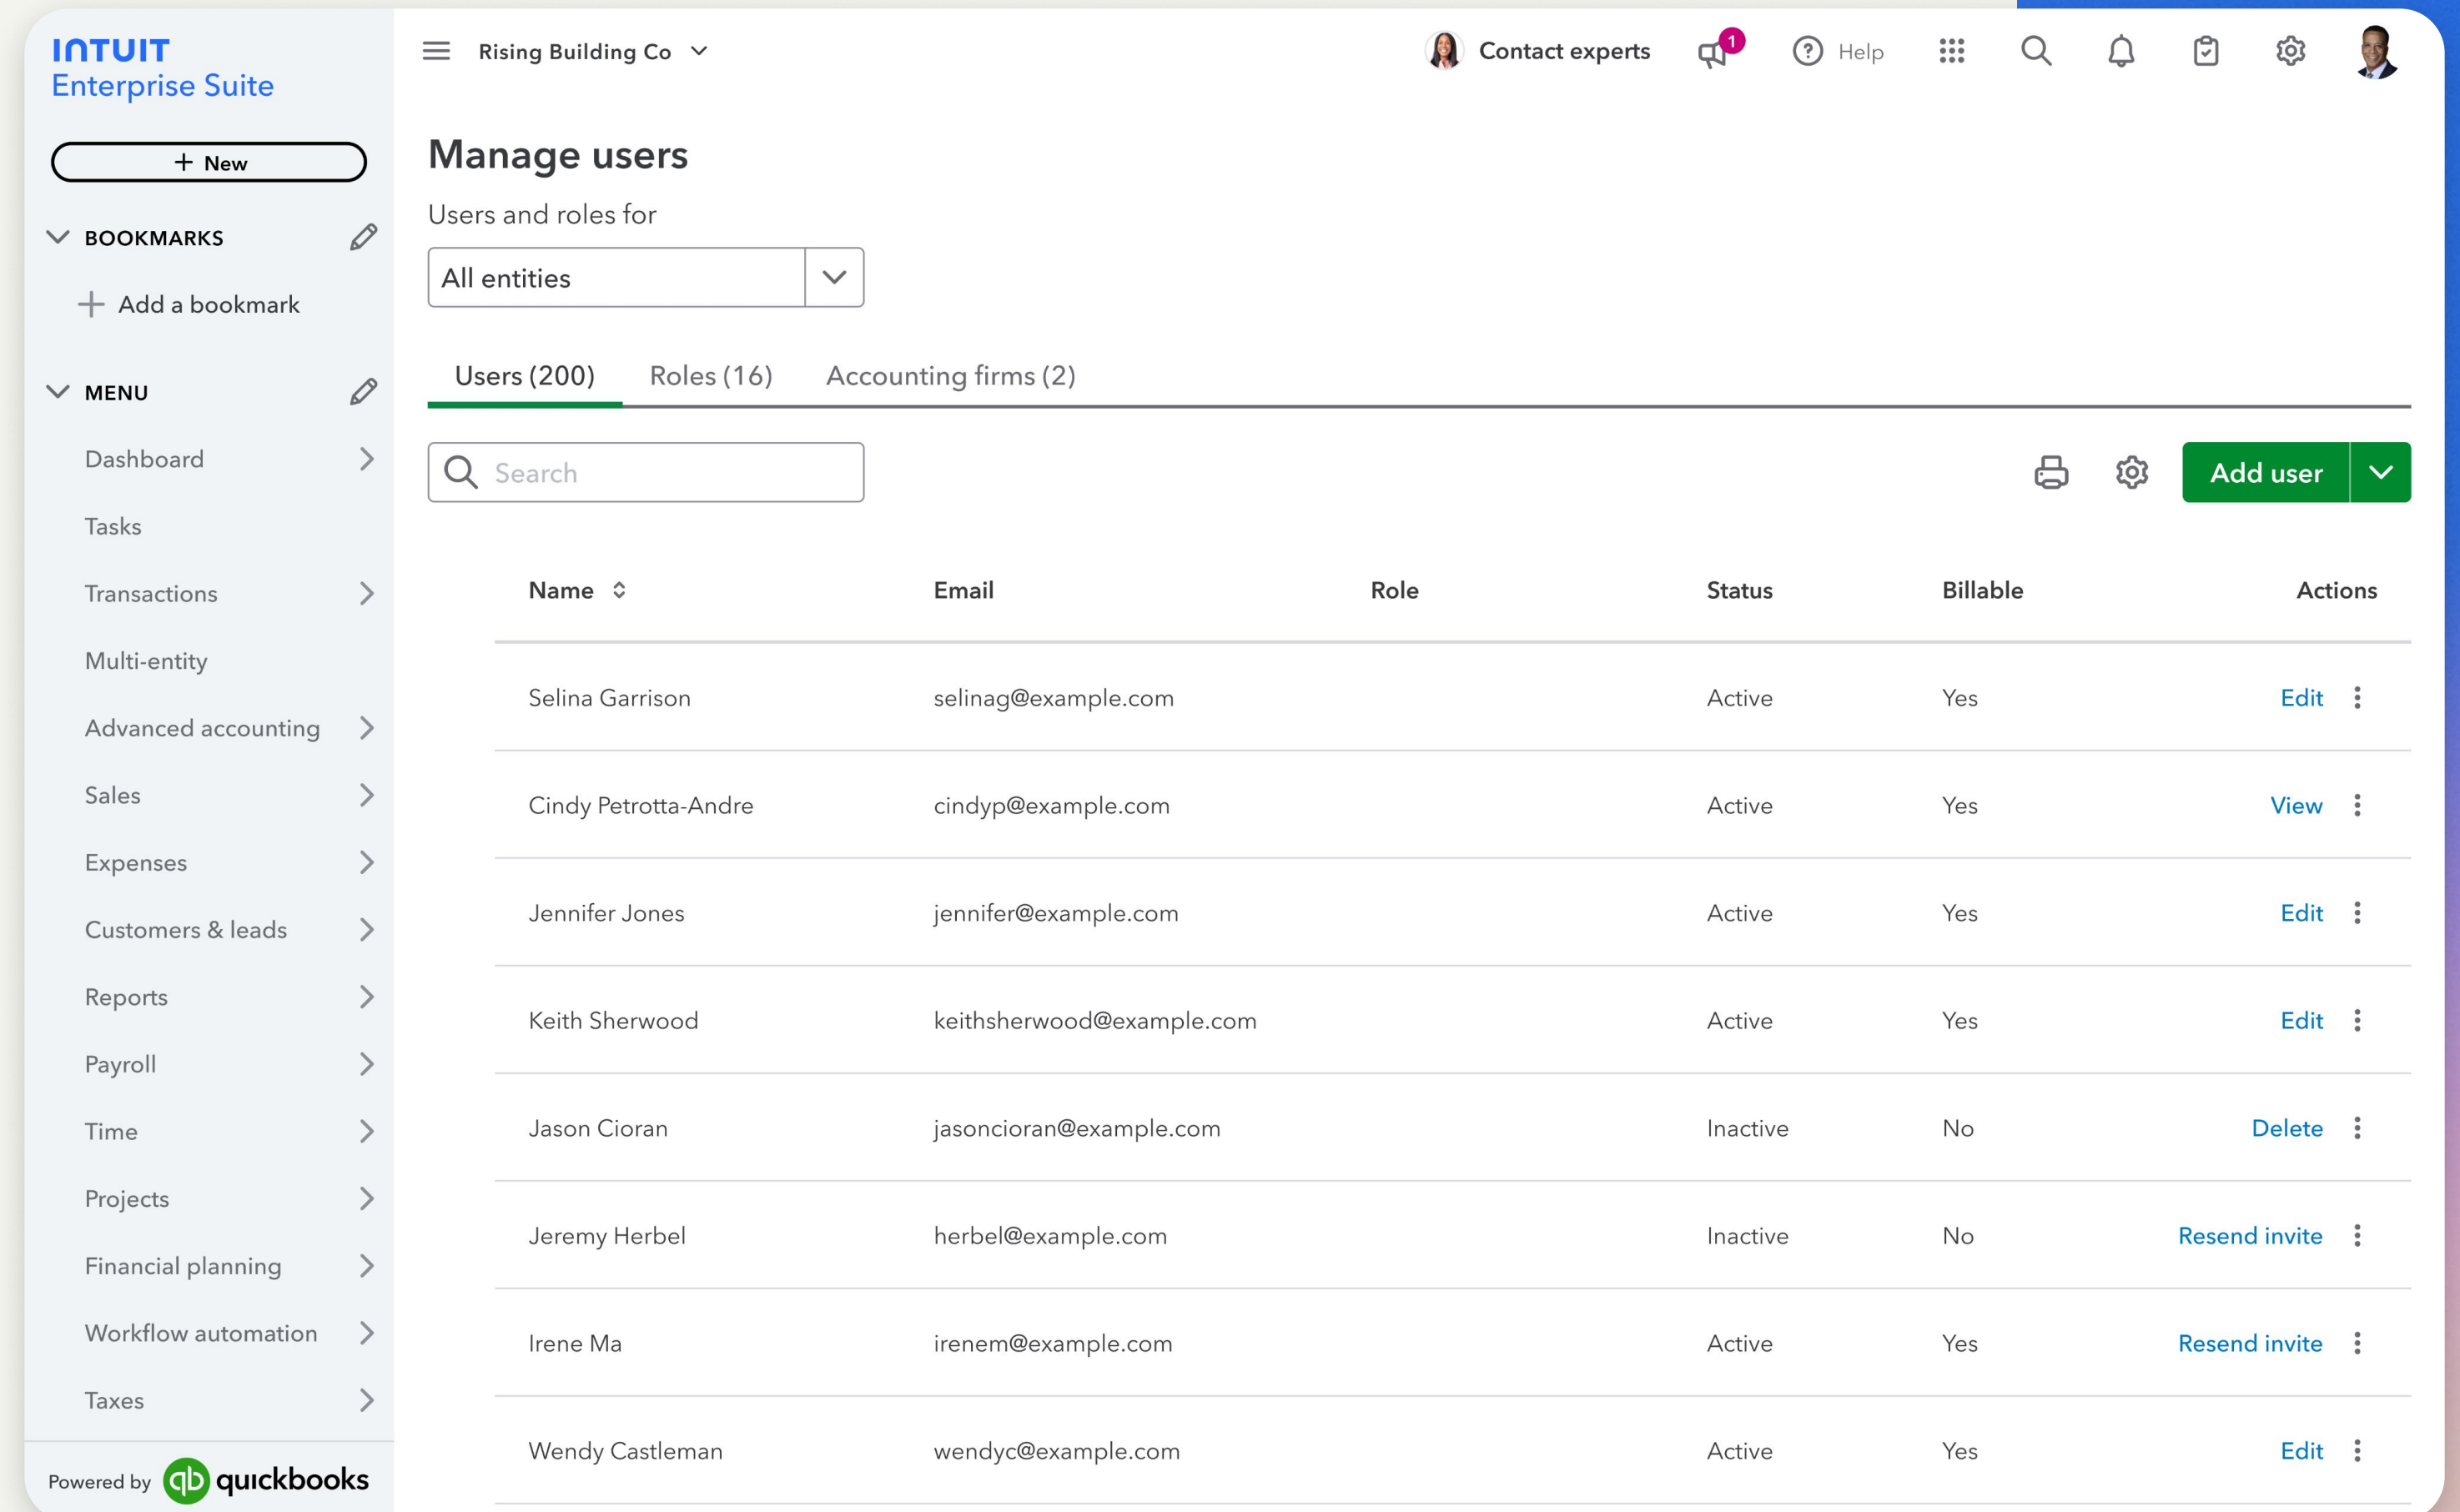 INTUIT
Enterprise Suite
+ New
BOOKMARKS
+ Add a bookmark
MENU
Dashboard
Tasks
Transactions
Multi-entity
Advanced accounting
Sales
Expenses
Customers & leads
Reports
Payroll
Time
Projects
Financial planning
Workflow automation
Taxes
Powered by qb quickbooks
Rising Building Co
Contact experts 1 Help
Manage users
Users and roles for
All entities
Users (200) Roles (16) Accounting firms (2)
Search
Add user
Name Email Role Status Billable Actions
Selina Garrison selinag@example.com Active Yes Edit
Cindy Petrotta-Andre cindyp@example.com Active Yes View
Jennifer Jones jennifer@example.com Active Yes Edit
Keith Sherwood keithsherwood@example.com Active Yes Edit
Jason Cioran jasoncioran@example.com Inactive No Delete
Jeremy Herbel herbel@example.com Inactive No Resend invite
Irene Ma irenem@example.com Active Yes Resend invite
Wendy Castleman wendyc@example.com Active Yes Edit